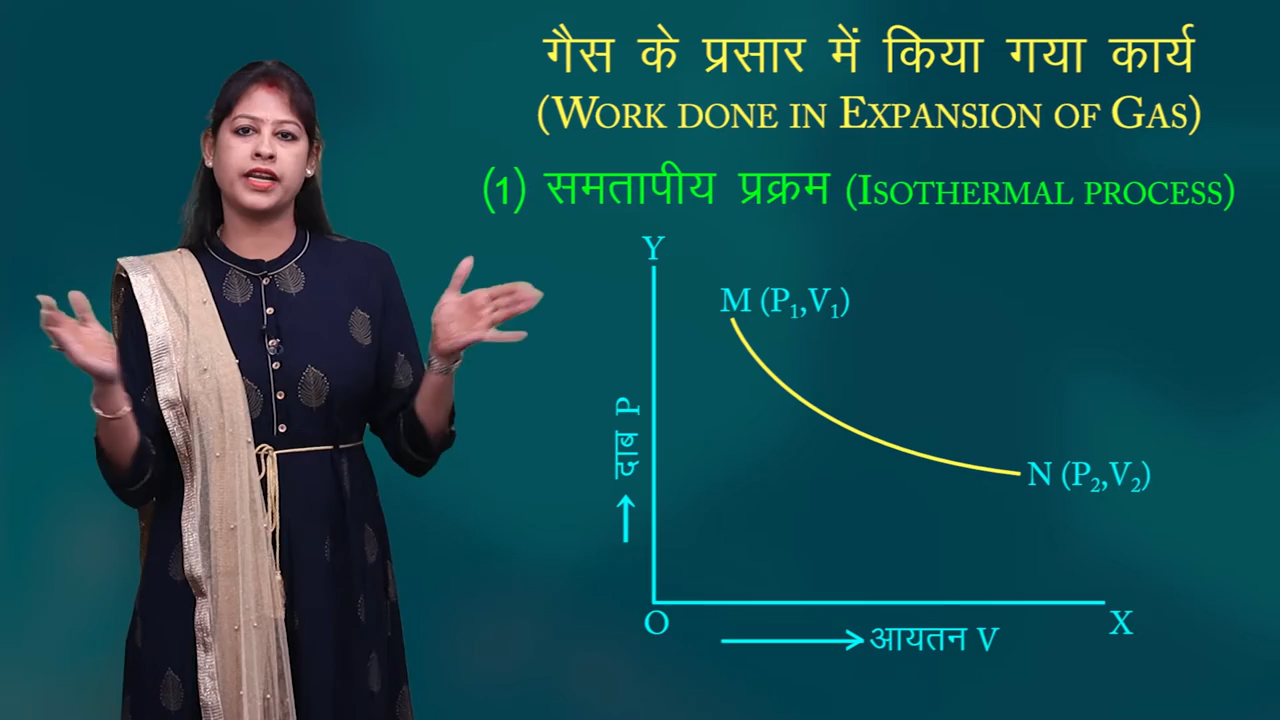 गैस के प्रसार में किया गया कार्य
(WORK DONE IN EXPANSION OF GAS)
(1) समतापीय प्रक्रम (ISOTHERMAL PROCESS)
Y
M (P₁,V₁)
दाब P
N (P₂,V₂)
O
X
आयतन V